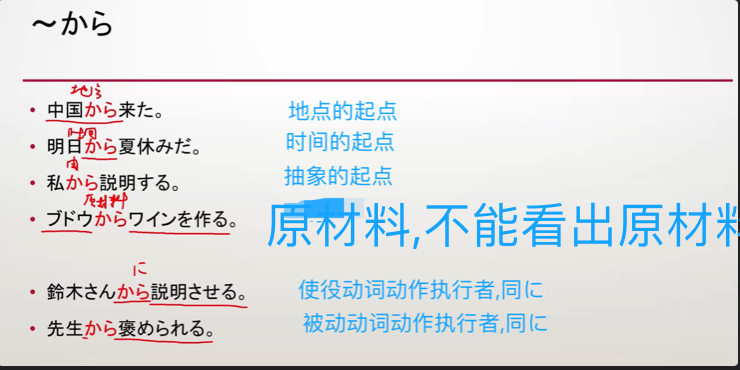 ～から
地点
中国から来た。 地点的起点
时间
明日から夏休みだ。 时间的起点
由
私から説明する。 抽象的起点
原材料
ブドウからワインを作る。 原材料,不能看出原材料
に
鈴木さんから説明させる。 使役动词动作执行者,同に
先生から褒められる。 被动动词动作执行者,同に